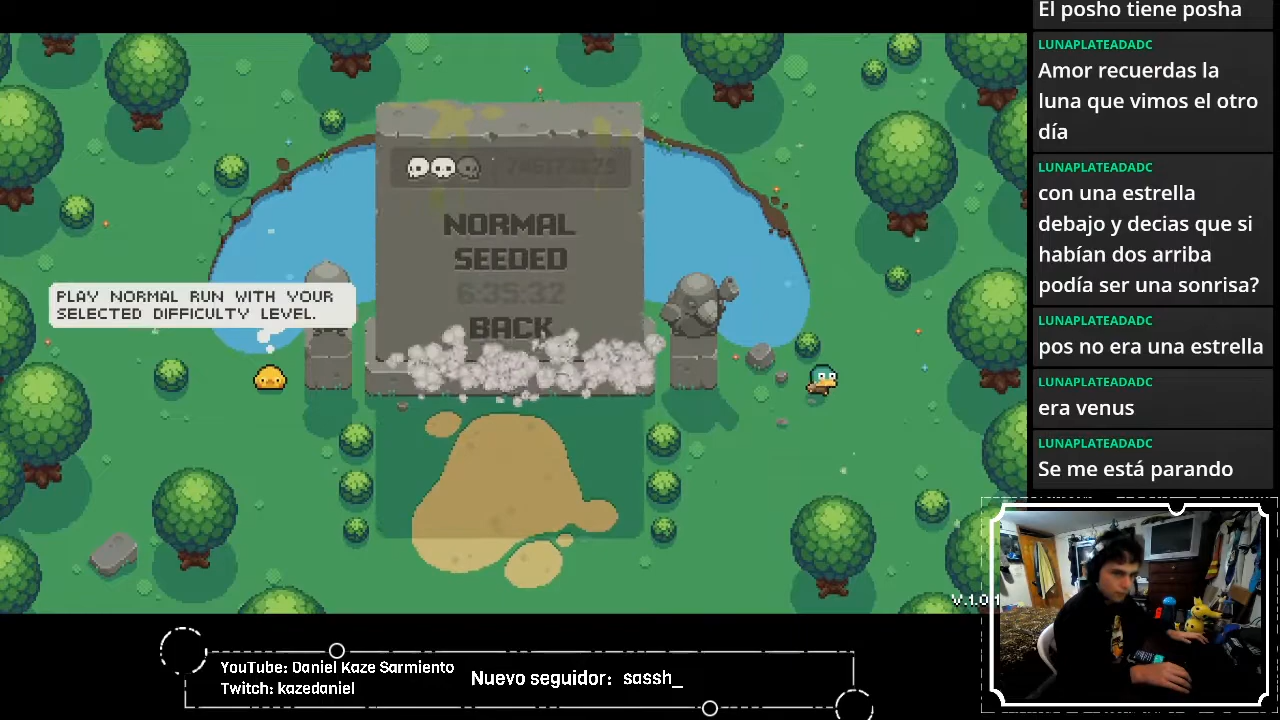 El posho tiene posha
LUNAPLATEADADC
Amor recuerdas la
luna que vimos el otro
día
LUNAPLATEADADC
con una estrella
debajo y decias que si
habían dos arriba
podía ser una sonrisa?
LUNAPLATEADADC
pos no era una estrella
LUNAPLATEADADC
era venus
LUNAPLATEADADC
Se me está parando
NORMAL
SEEDED
6:35:32
BACK
PLAY NORMAL RUN WITH YOUR
SELECTED DIFFICULTY LEVEL.
V.1.0.1
YouTube: Daniel Kaze Sarmiento
Twitch: kazedaniel
Nuevo seguidor: sassh_